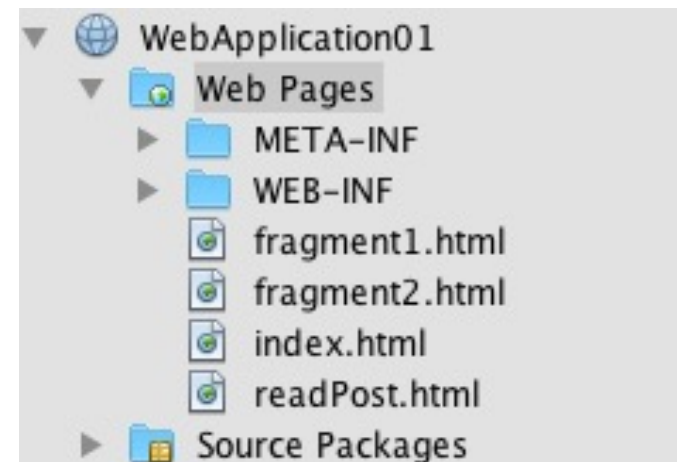 WebApplication01
Web Pages
META-INF
WEB-INF
fragment1.html
fragment2.html
index.html
readPost.html
Source Packages